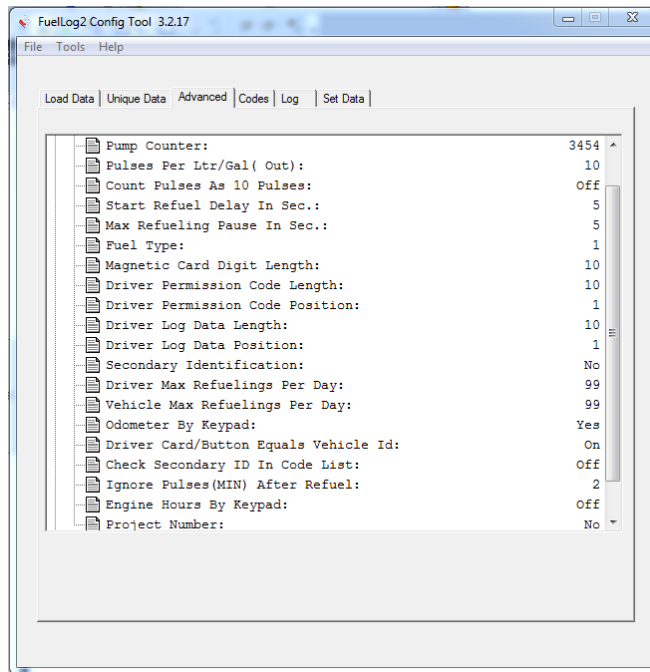 FuelLog2 Config Tool 3.2.17
File Tools Help
Load Data Unique Data Advanced Codes Log Set Data
Pump Counter: 3454
Pulses Per Ltr/Gal( Out): 10
Count Pulses As 10 Pulses: Off
Start Refuel Delay In Sec.: 5
Max Refueling Pause In Sec.: 5
Fuel Type: 1
Magnetic Card Digit Length: 10
Driver Permission Code Length: 10
Driver Permission Code Position: 1
Driver Log Data Length: 10
Driver Log Data Position: 1
Secondary Identification: No
Driver Max Refuelings Per Day: 99
Vehicle Max Refuelings Per Day: 99
Odometer By Keypad: Yes
Driver Card/Button Equals Vehicle Id: On
Check Secondary ID In Code List: Off
Ignore Pulses(MIN) After Refuel: 2
Engine Hours By Keypad: Off
Project Number: No